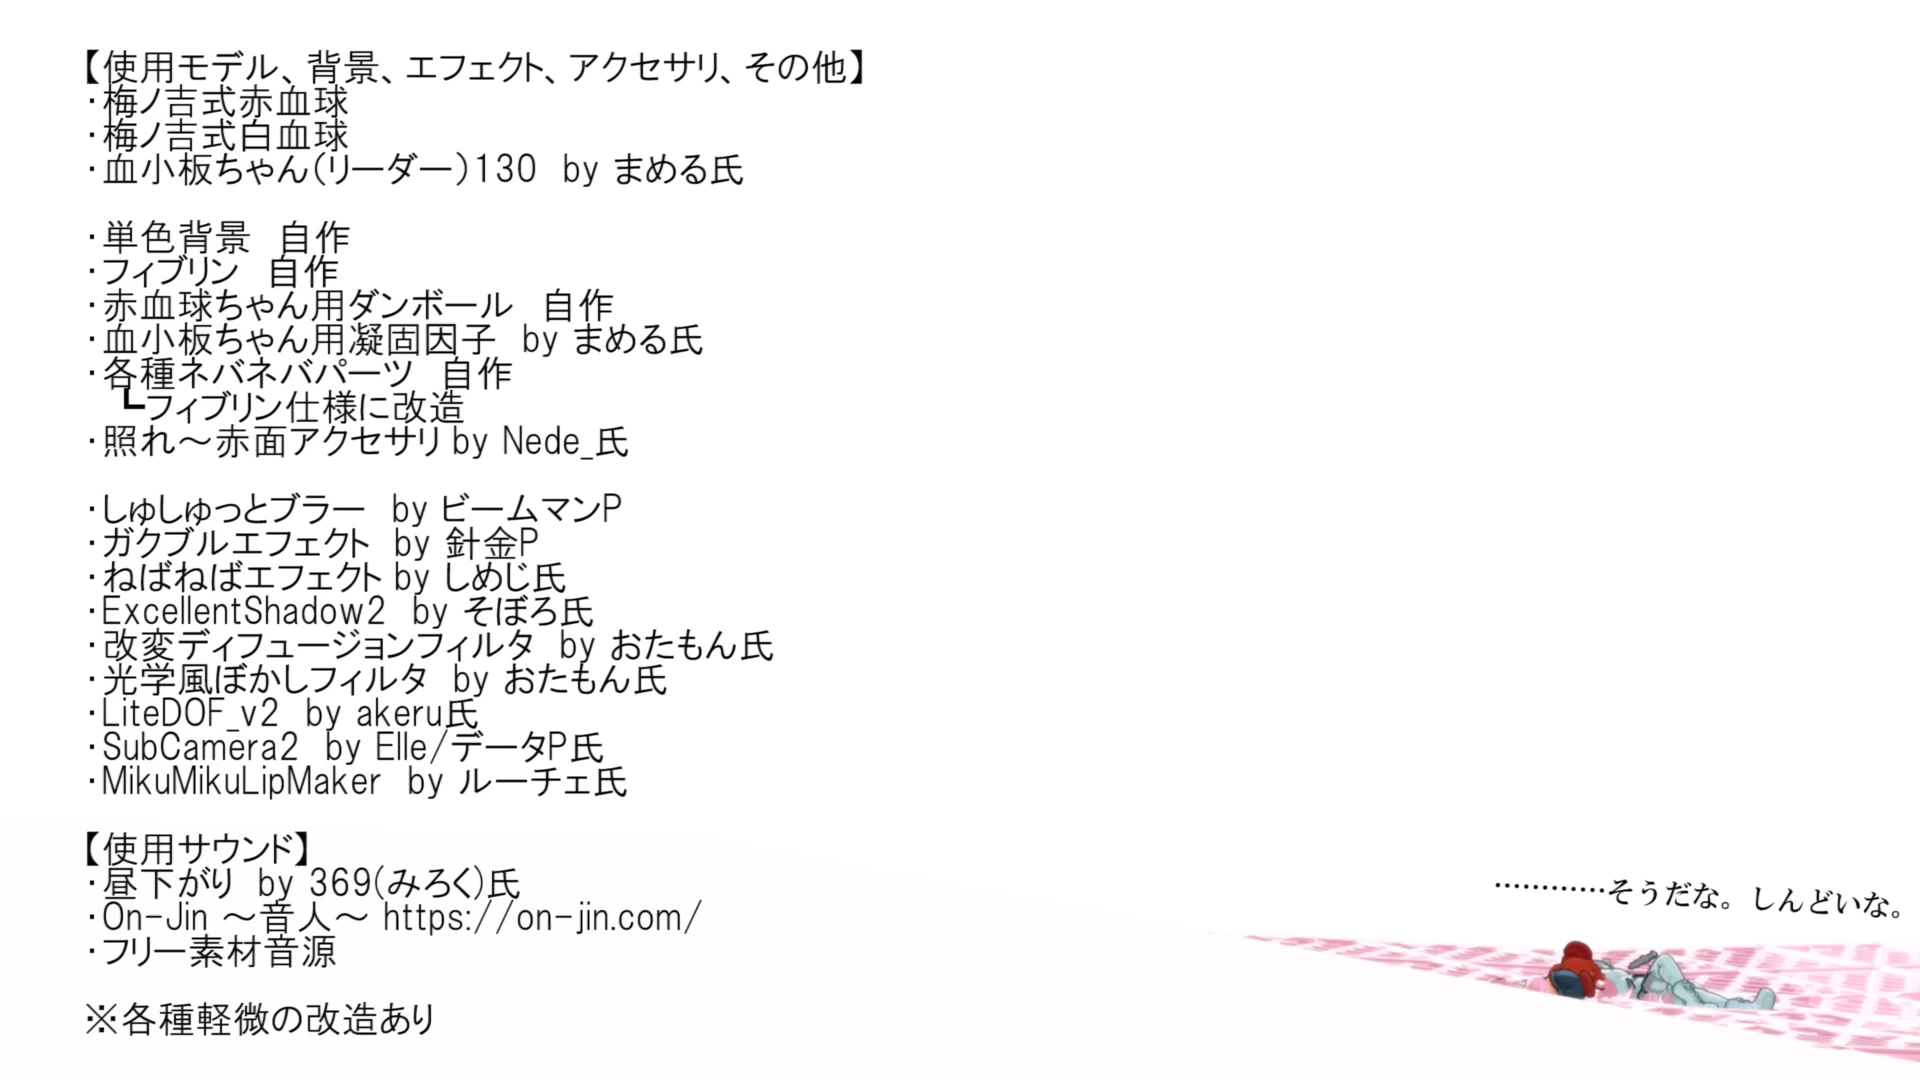 【使用モデル、背景、エフェクト、アクセサリ、その他】
・梅ノ吉式赤血球
・梅ノ吉式白血球
・血小板ちゃん(リーダー)130　by まめる氏
・単色背景　自作
・フィブリン　自作
・赤血球ちゃん用ダンボール　自作
・血小板ちゃん用凝固因子　by まめる氏
・各種ネバネバパーツ　自作
┗フィブリン仕様に改造
・照れ～赤面アクセサリ by Nede_氏
・しゅしゅっとブラー　by ビームマンP
・ガクブルエフェクト　by 針金P
・ねばねばエフェクト by しめじ氏
・ExcellentShadow2　by そぼろ氏
・改変ディフュージョンフィルタ　by おたもん氏
・光学風ぼかしフィルタ　by おたもん氏
・LiteDOF_v2　by akeru氏
・SubCamera2　by Elle/データP氏
・MikuMikuLipMaker　by ルーチェ氏
【使用サウンド】
・昼下がり　by 369(みろく)氏
・On-Jin ～音人～ https://on-jin.com/
・フリー素材音源
※各種軽微の改造あり
…………そうだな。しんどいな。